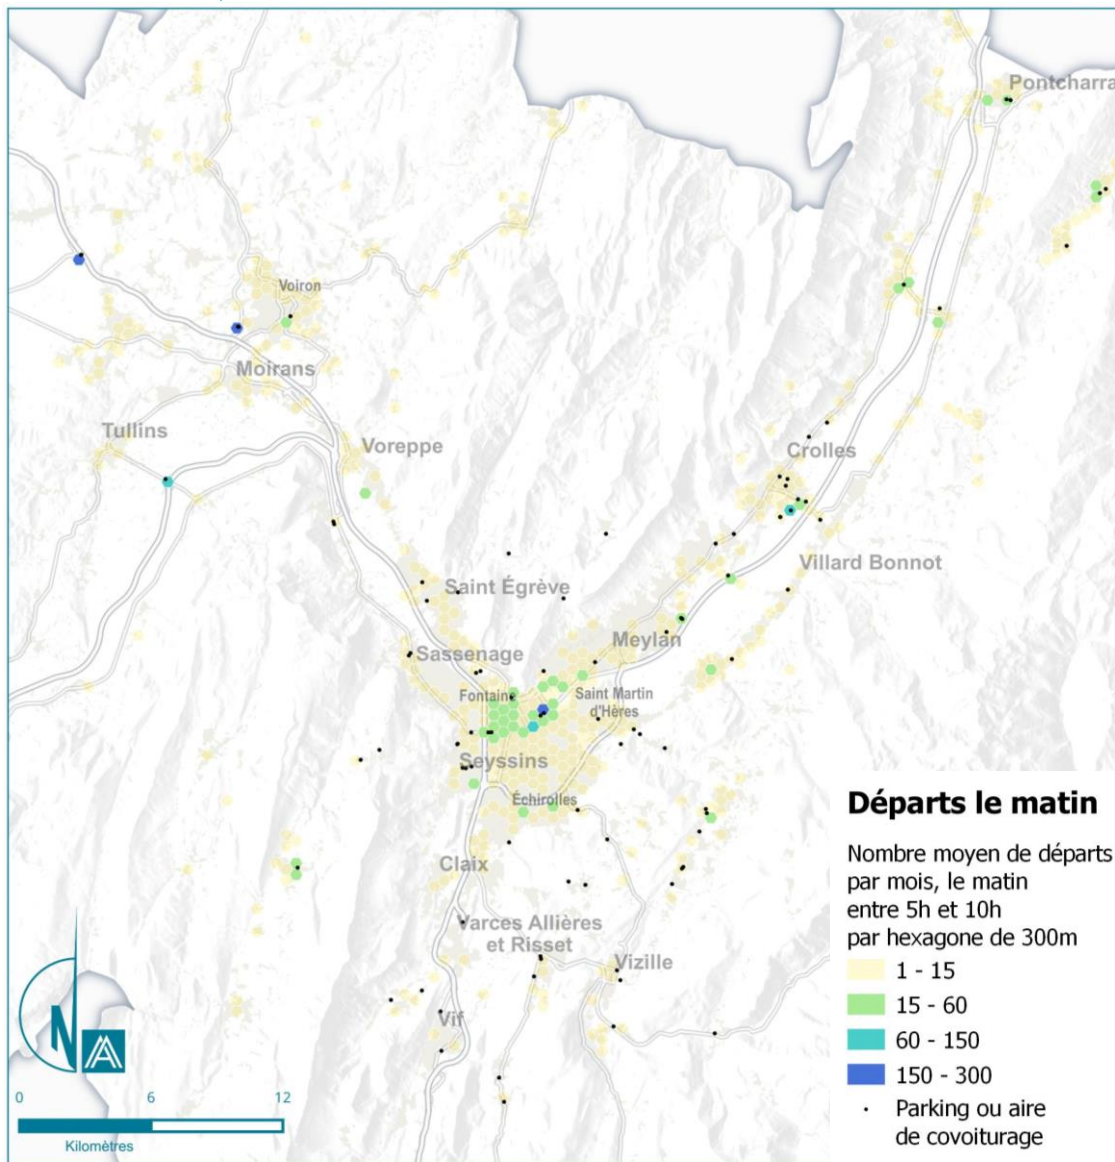 Pontcharra
Voiron
Moirans
Tullins
Voreppe
Crolles
Villard Bonnot
Saint Égrève
Meylan
Sassenage
Fontaine
Saint Martin
d'Hères
Seyssins
Échirolles
Claix
Varces Allières
et Risset
Vizille
Vif
Départs le matin
Nombre moyen de départs
par mois, le matin
entre 5h et 10h
par hexagone de 300m
1 - 15
15 - 60
60 - 150
150 - 300
Parking ou aire
de covoiturage
N
0 6 12
Kilomètres